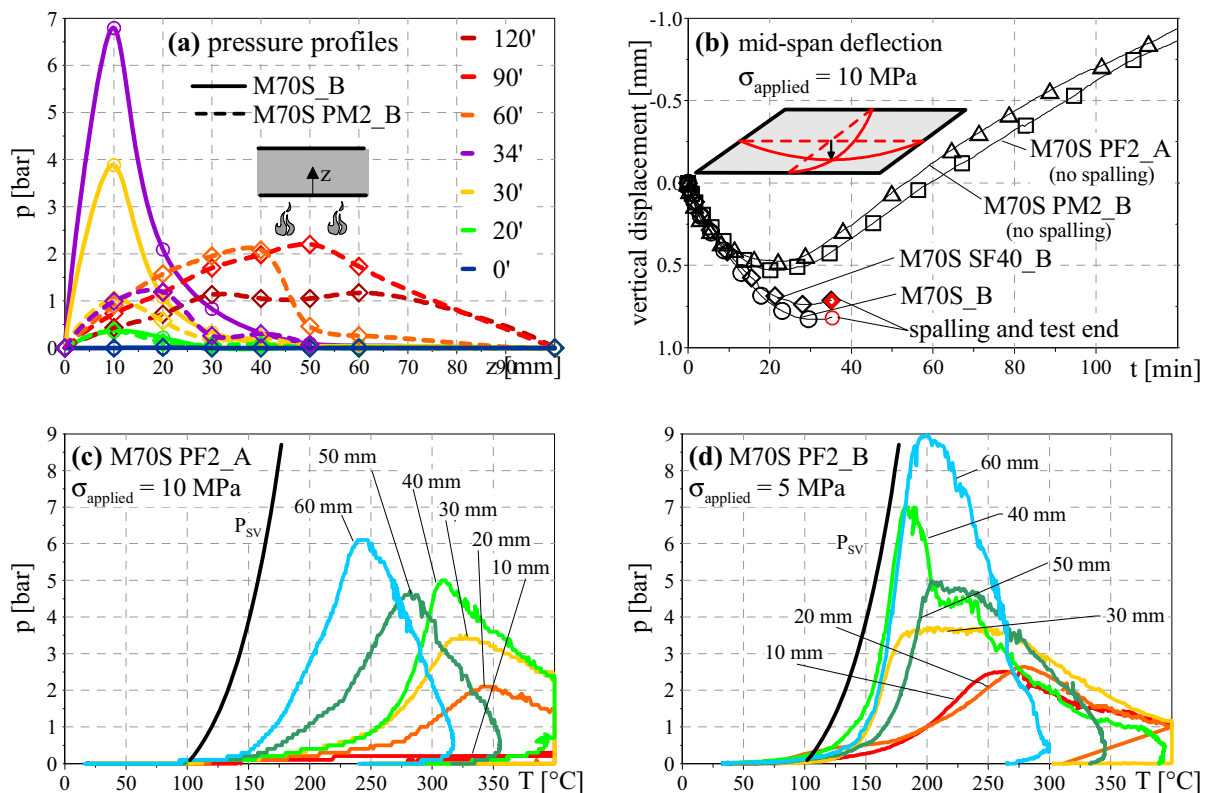 7
6
5
4
3
2
1
0
p [bar]
(a) pressure profiles
M70S_B
M70S PM2_B
z
120'
90'
60'
34'
30'
20'
0'
0 10 20 30 40 50 60 70 80 90
z [mm]
-1.0
-0.5
0.0
0.5
1.0
vertical displacement [mm]
(b) mid-span deflection
σapplied = 10 MPa
M70S PF2_A
(no spalling)
M70S PM2_B
(no spalling)
M70S SF40_B
M70S_B
spalling and test end
0 20 40 60 80 100
t [min]
9
8
7
6
5
4
3
2
1
0
p [bar]
(c) M70S PF2_A
σapplied = 10 MPa
PSV
50 mm
60 mm
40 mm
30 mm
20 mm
10 mm
0 50 100 150 200 250 300 350
T [°C]
9
8
7
6
5
4
3
2
1
0
p [bar]
(d) M70S PF2_B
σapplied = 5 MPa
PSV
60 mm
40 mm
50 mm
30 mm
20 mm
10 mm
0 50 100 150 200 250 300 350
T [°C]